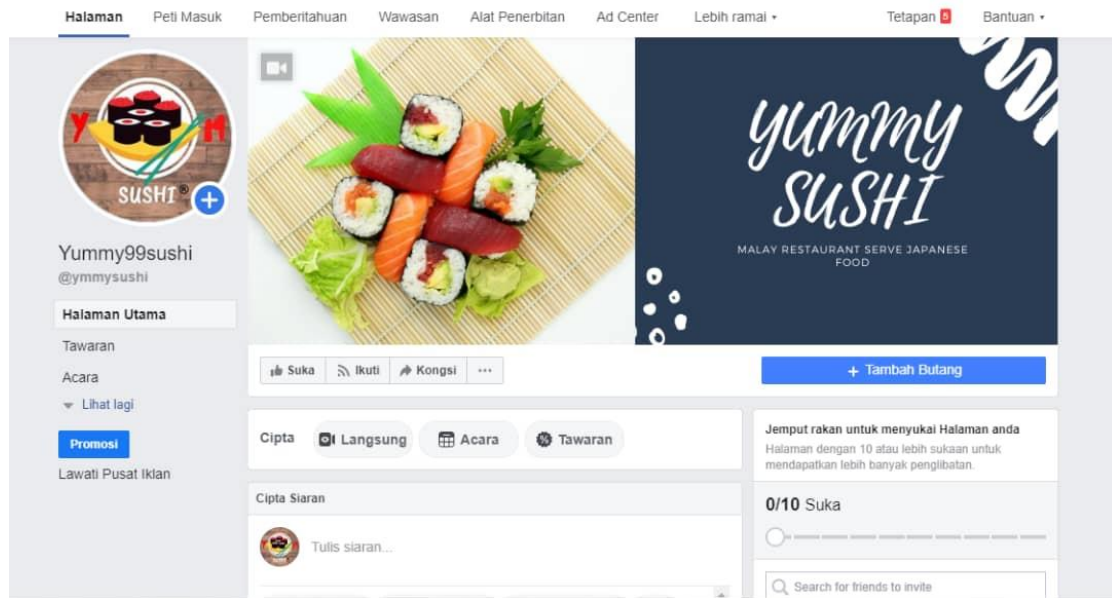 Halaman Peti Masuk Pemberitahuan Wawasan Alat Penerbitan Ad Center Lebih ramai Tetapan 5 Bantuan
Y M
SUSHI®
Yummy99sushi
@ymmysushi
Halaman Utama
Tawaran
Acara
Lihat lagi
Promosi
Lawati Pusat Iklan
YUMMY
SUSHI
MALAY RESTAURANT SERVE JAPANESE
FOOD
Suka Ikuti Kongsi ...
+ Tambah Butang
Cipta Langsung Acara Tawaran
Cipta Siaran
Tulis siaran...
Jemput rakan untuk menyukai Halaman anda
Halaman dengan 10 atau lebih sukaan untuk
mendapatkan lebih banyak penglibatan.
0/10 Suka
Search for friends to invite